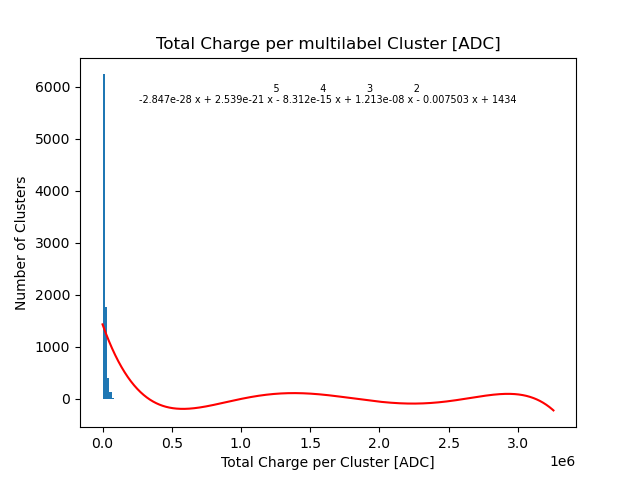 Total Charge per multilabel Cluster [ADC]
5 4 3 2
-2.847e-28 x + 2.539e-21 x - 8.312e-15 x + 1.213e-08 x - 0.007503 x + 1434
Number of Clusters
6000
5000
4000
3000
2000
1000
0
0.0 0.5 1.0 1.5 2.0 2.5 3.0
1e6
Total Charge per Cluster [ADC]